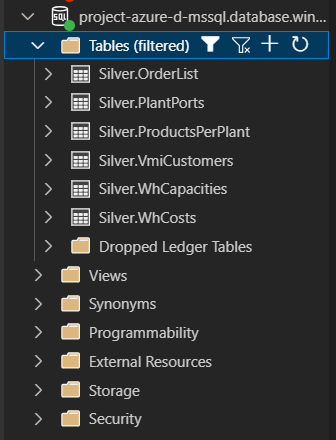 project-azure-d-mssql.database.win
Tables (filtered)
Silver.OrderList
Silver.PlantPorts
Silver.ProductsPerPlant
Silver.VmiCustomers
Silver.WhCapacities
Silver.WhCosts
Dropped Ledger Tables
Views
Synonyms
Programmability
External Resources
Storage
Security